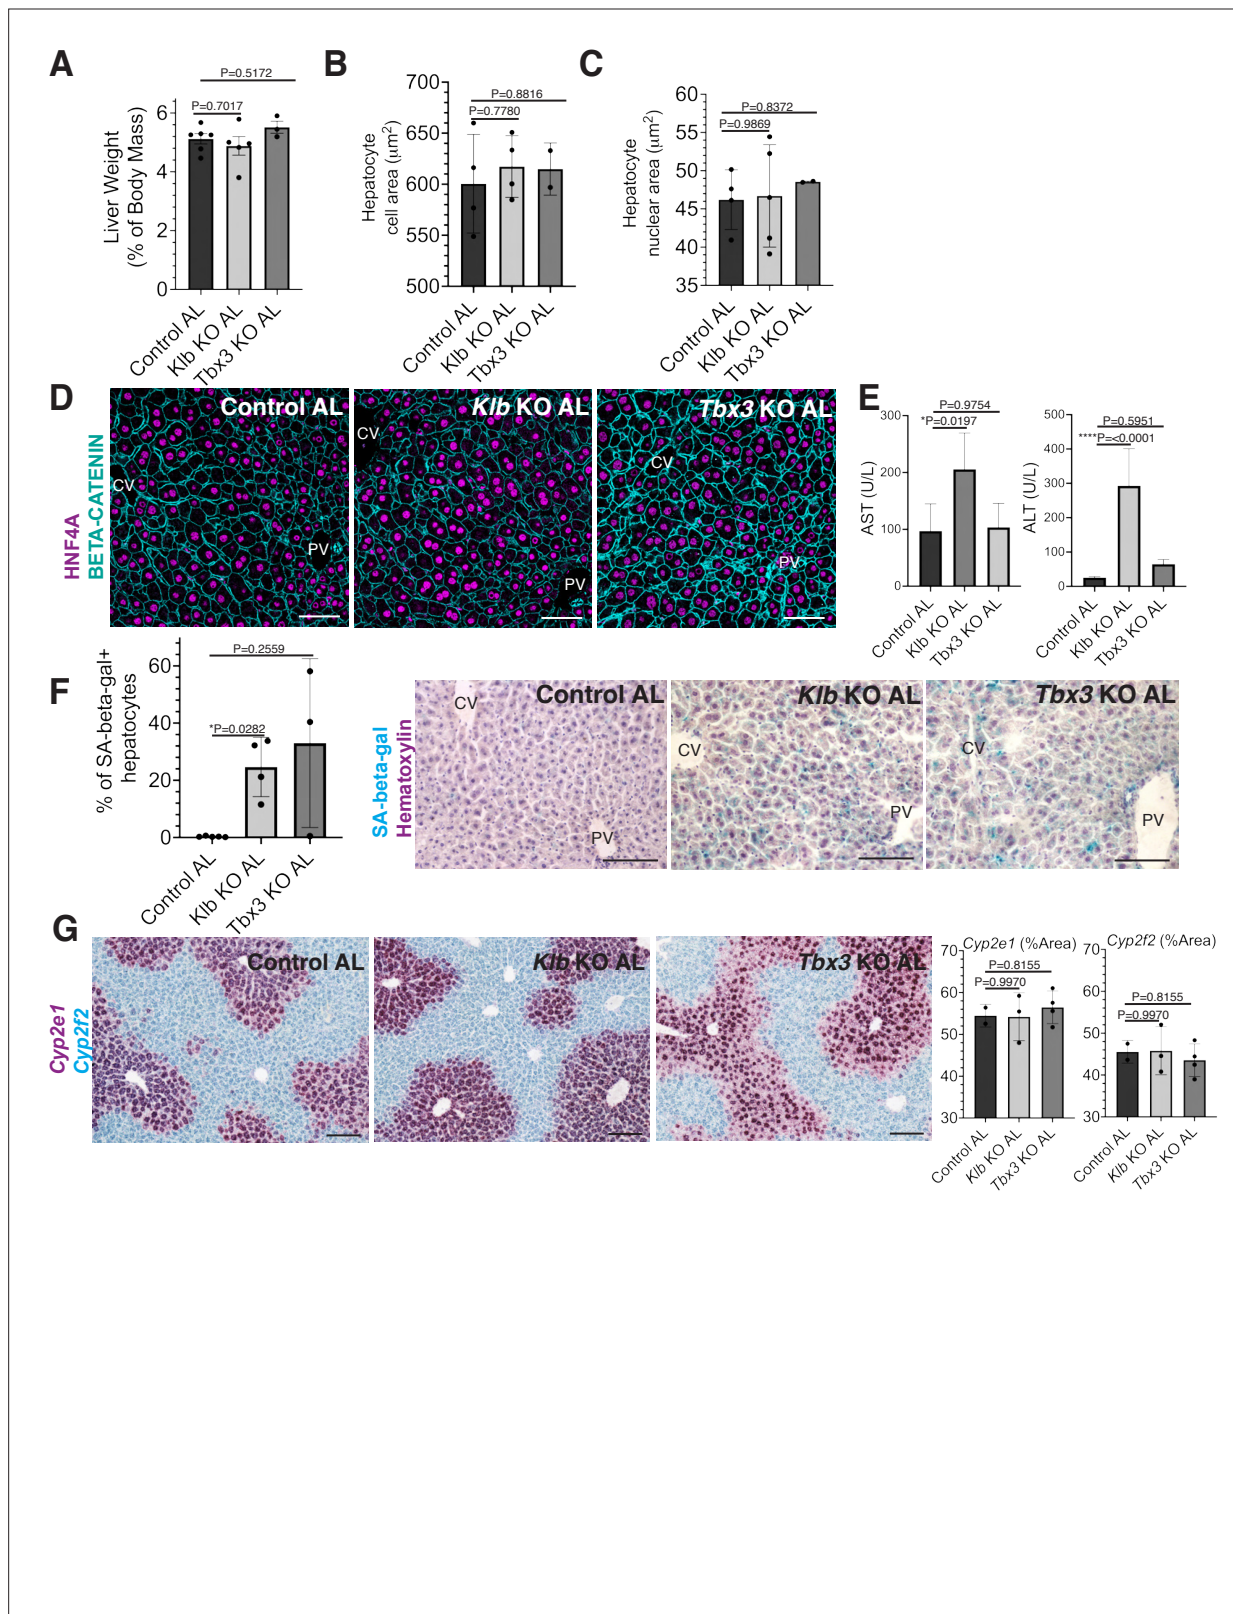 A
P=0.5172
P=0.7017
Liver Weight
(% of Body Mass)
6
4
2
0
Control AL
Klb KO AL
Tbx3 KO AL
B
P=0.8816
P=0.7780
Hepatocyte
cell area (μm2)
700
650
600
550
500
Control AL
Klb KO AL
Tbx3 KO AL
C
P=0.8372
P=0.9869
Hepatocyte
nuclear area (μm2)
60
55
50
45
40
35
Control AL
Klb KO AL
Tbx3 KO AL
D
HNF4A
BETA-CATENIN
Control AL
CV
PV
Klb KO AL
CV
PV
Tbx3 KO AL
CV
PV
E
P=0.9754
*P=0.0197
AST (U/L)
300
200
100
0
Control AL
Klb KO AL
Tbx3 KO AL
P=0.5951
****P=<0.0001
ALT (U/L)
500
400
300
200
100
0
Control AL
Klb KO AL
Tbx3 KO AL
F
P=0.2559
*P=0.0282
% of SA-beta-gal+
hepatocytes
60
40
20
0
Control AL
Klb KO AL
Tbx3 KO AL
SA-beta-gal
Hematoxylin
Control AL
CV
PV
Klb KO AL
CV
PV
Tbx3 KO AL
CV
PV
G
Cyp2e1
Cyp2f2
Control AL
Klb KO AL
Tbx3 KO AL
Cyp2e1 (%Area)
P=0.8155
P=0.9970
70
60
50
40
30
Control AL
Klb KO AL
Tbx3 KO AL
Cyp2f2 (%Area)
P=0.8155
P=0.9970
70
60
50
40
30
Control AL
Klb KO AL
Tbx3 KO AL